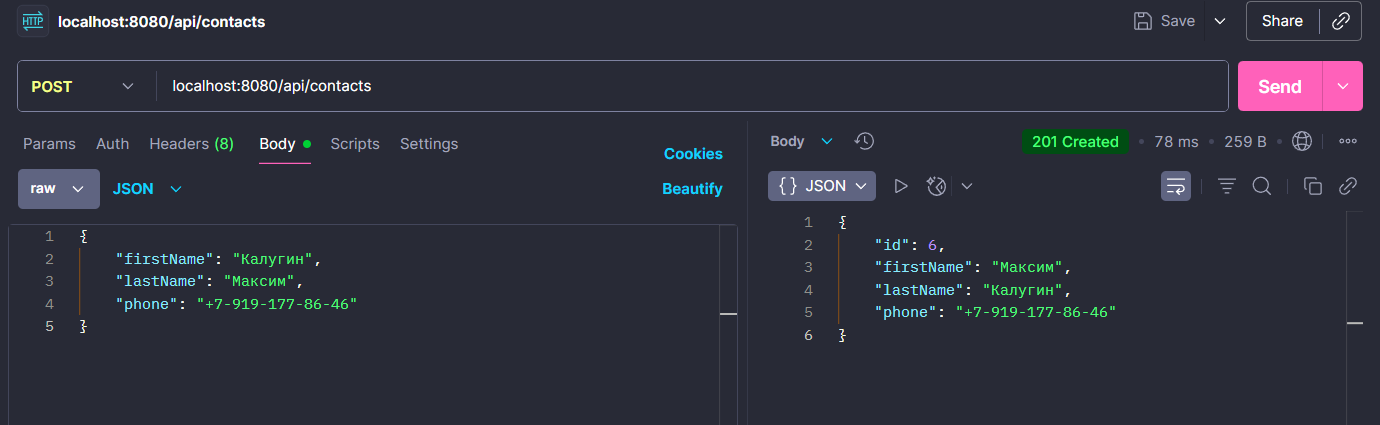 HTTP localhost:8080/api/contacts Save Share
POST localhost:8080/api/contacts Send
Params Auth Headers (8) Body Scripts Settings Cookies
raw JSON Beautify
1 {
2 "firstName": "Калугин",
3 "lastName": "Максим",
4 "phone": "+7-919-177-86-46"
5 }
Body 201 Created • 78 ms • 259 B
{} JSON
1 {
2 "id": 6,
3 "firstName": "Максим",
4 "lastName": "Калугин",
5 "phone": "+7-919-177-86-46"
6 }